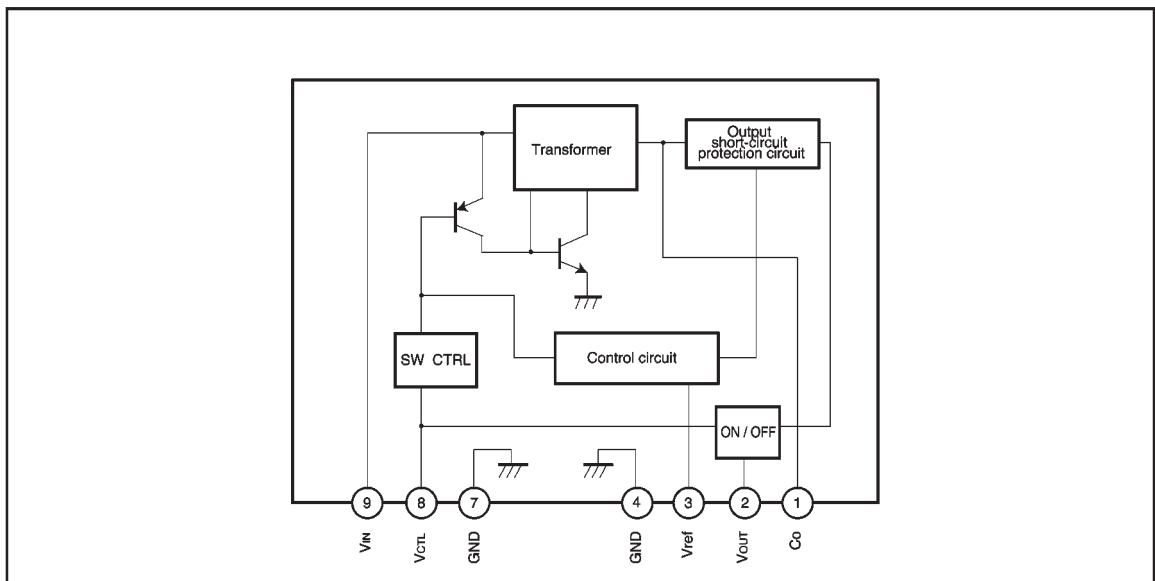 Transformer
Output
short-circuit
protection circuit
SW CTRL
Control circuit
ON / OFF
9
8
7
4
3
2
1
VIN
VCTL
GND
GND
Vref
VOUT
Co